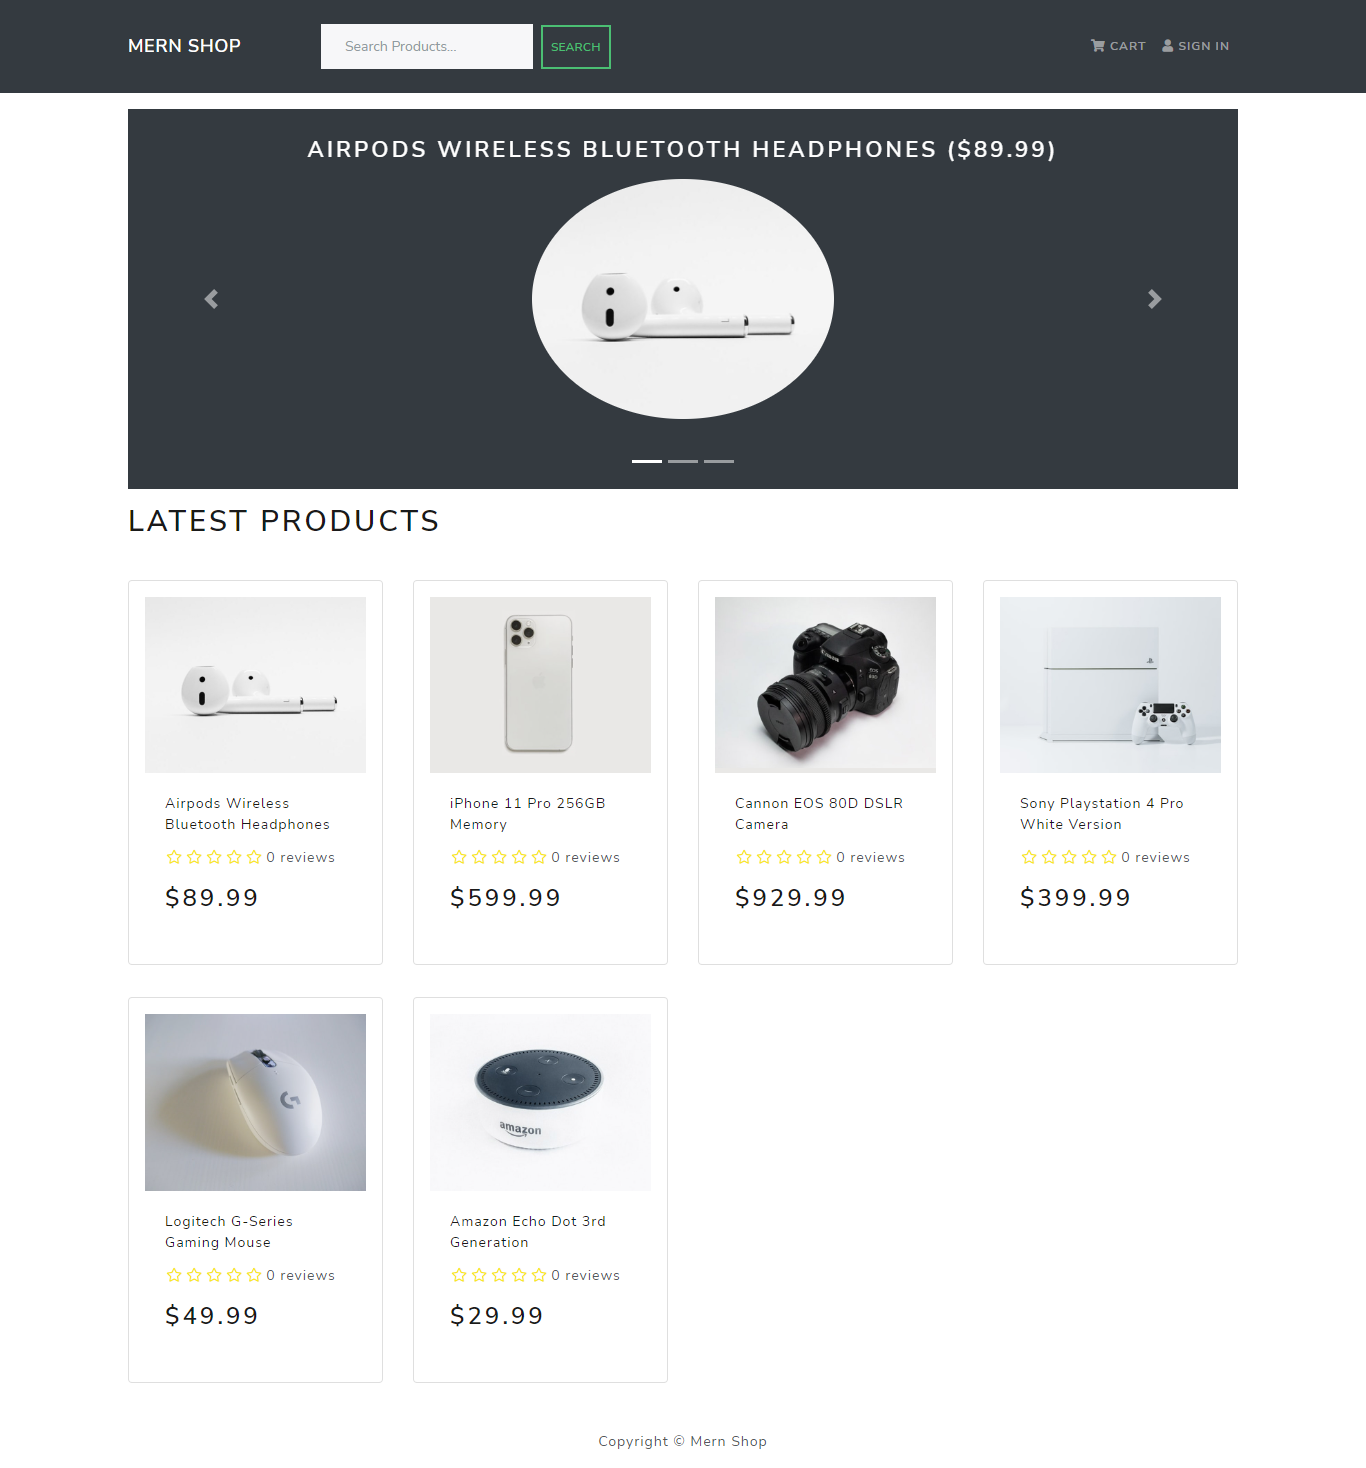 MERN SHOP
Search Products...
SEARCH
CART
SIGN IN
AIRPODS WIRELESS BLUETOOTH HEADPHONES ($89.99)
LATEST PRODUCTS
Airpods Wireless
Bluetooth Headphones
0 reviews
$89.99
iPhone 11 Pro 256GB
Memory
0 reviews
$599.99
Cannon EOS 80D DSLR
Camera
0 reviews
$929.99
Sony Playstation 4 Pro
White Version
0 reviews
$399.99
Logitech G-Series
Gaming Mouse
0 reviews
$49.99
amazon
Amazon Echo Dot 3rd
Generation
0 reviews
$29.99
Copyright © Mern Shop